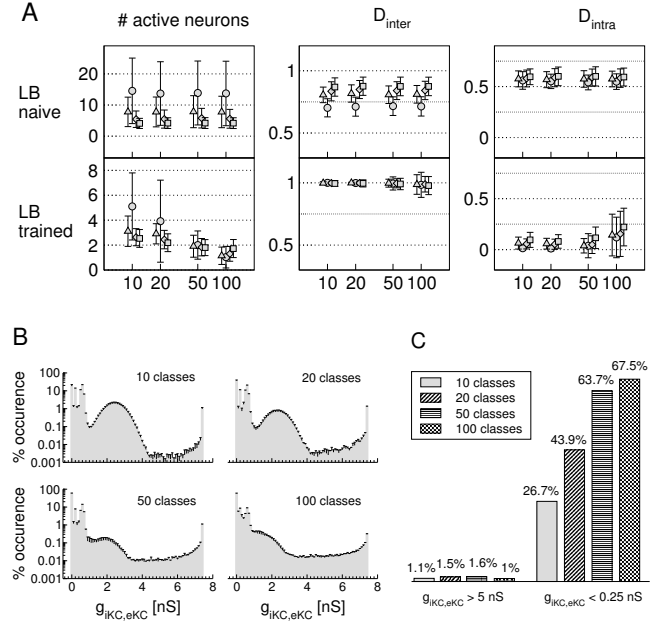 A
# active neurons
D_inter
D_intra
LB naive
20
10
0
1
0.5
0.5
0
LB trained
8
6
4
2
0
1
0.5
0.5
0
10 20 50 100
10 20 50 100
10 20 50 100
B
% occurence
100
10
1
0.1
0.01
0.001
10 classes
20 classes
% occurence
100
10
1
0.1
0.01
0.001
50 classes
100 classes
0 2 4 6 8
0 2 4 6 8
g_iKC,eKC [nS]
g_iKC,eKC [nS]
C
10 classes
20 classes
50 classes
100 classes
1.1%
1.5%
1.6%
1%
26.7%
43.9%
63.7%
67.5%
g_iKC,eKC > 5 nS
g_iKC,eKC < 0.25 nS